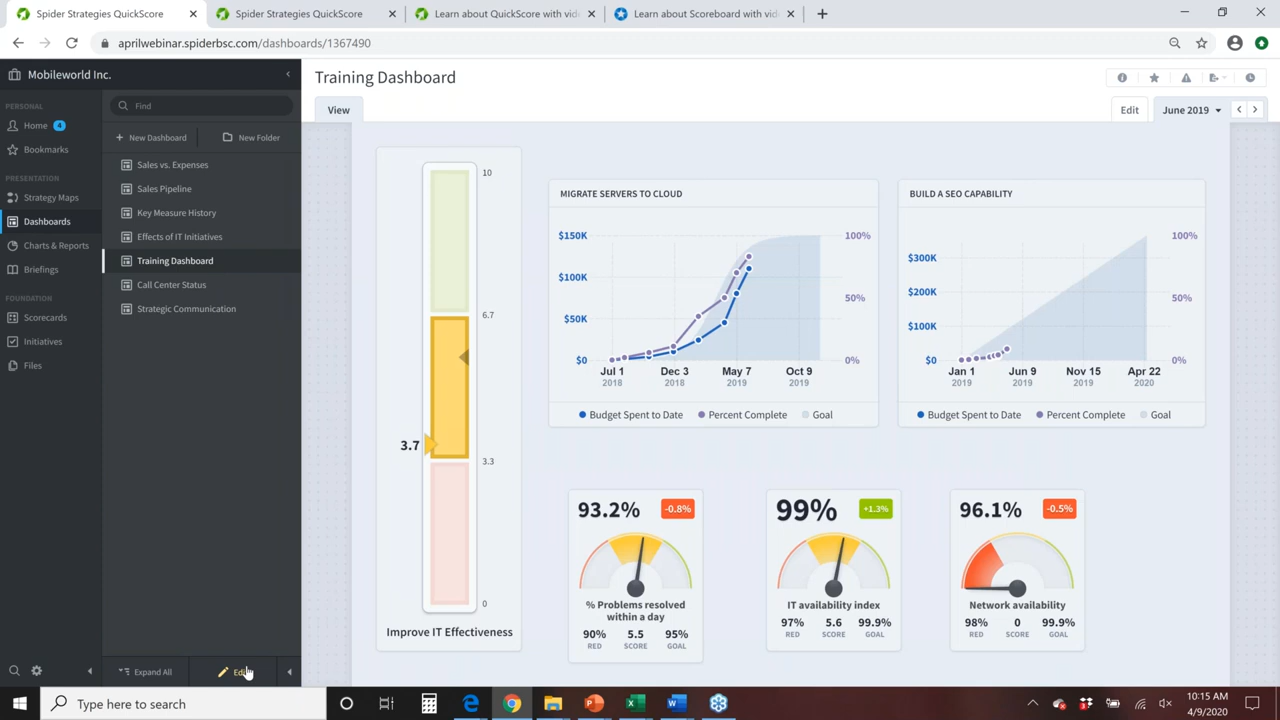 Spider Strategies QuickScore
Spider Strategies QuickScore
Learn about QuickScore with vid
Learn about Scoreboard with vid
aprilwebinar.spiderbsc.com/dashboards/1367490
Mobileworld Inc.
PERSONAL
Home 4
Bookmarks
PRESENTATION
Strategy Maps
Dashboards
Charts & Reports
Briefings
FOUNDATION
Scorecards
Initiatives
Files
Find
New Dashboard
New Folder
Sales vs. Expenses
Sales Pipeline
Key Measure History
Effects of IT Initiatives
Training Dashboard
Call Center Status
Strategic Communication
Expand All
Edit
Training Dashboard
View
Edit
June 2019
10
6.7
3.7
3.3
0
Improve IT Effectiveness
MIGRATE SERVERS TO CLOUD
$150K
$100K
$50K
$0
100%
50%
0%
Jul 1 Dec 3 May 7 Oct 9
2018 2018 2019 2019
Budget Spent to Date Percent Complete Goal
BUILD A SEO CAPABILITY
$300K
$200K
$100K
$0
100%
50%
0%
Jan 1 Jun 9 Nov 15 Apr 22
2019 2019 2019 2020
Budget Spent to Date Percent Complete Goal
93.2% -0.8%
% Problems resolved
within a day
90% 5.5 95%
RED SCORE GOAL
99% +1.3%
IT availability index
97% 5.6 99.9%
RED SCORE GOAL
96.1% -0.5%
Network availability
98% 0 99.9%
RED SCORE GOAL
Type here to search
10:15 AM
4/9/2020